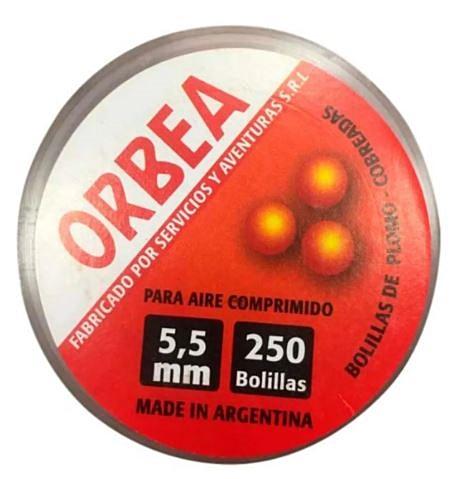 ORBEA
FABRICADO POR SERVICIOS Y AVENTURAS S.R.L
BOLILLAS DE PLOMO - COBREADAS
PARA AIRE COMPRIMIDO
5,5
mm
250
Bolillas
MADE IN ARGENTINA